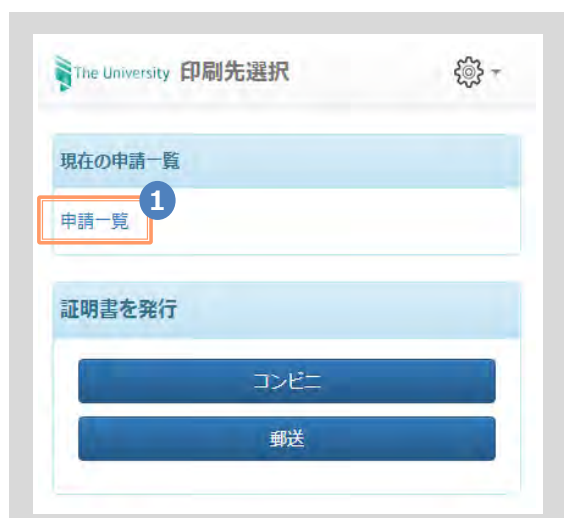 The University 印刷先選択
現在の申請一覧
1
申請一覧
証明書を発行
コンビニ
郵送